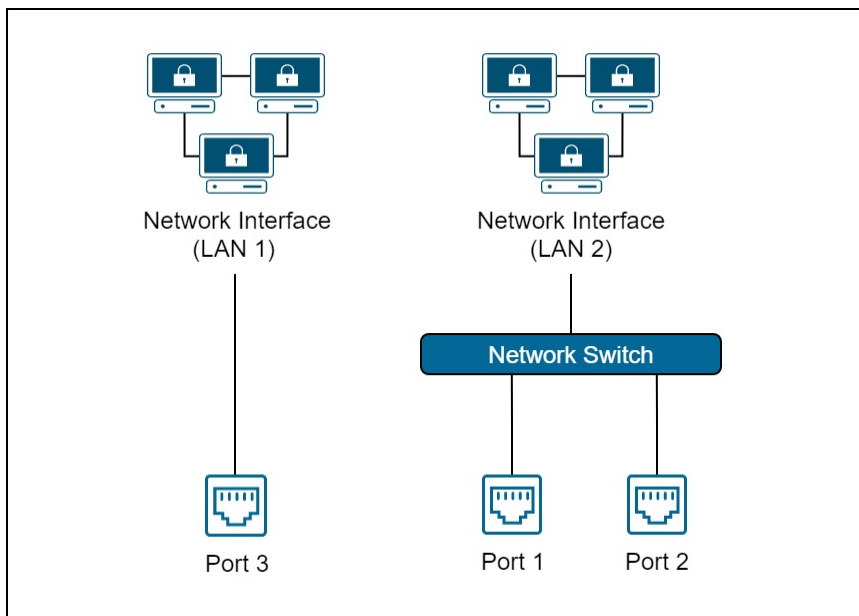 Network Interface
(LAN 1)
Network Interface
(LAN 2)
Network Switch
Port 3
Port 1
Port 2